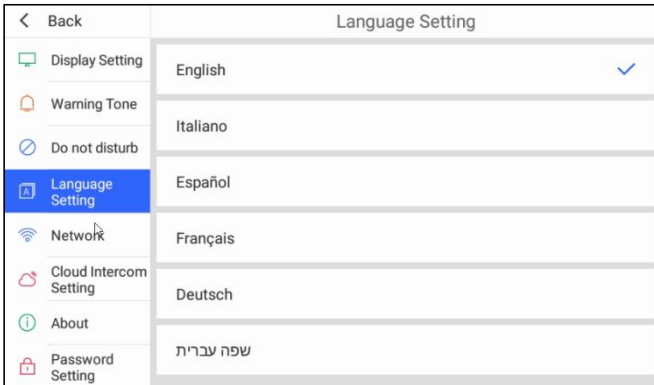 Back
Language Setting
Display Setting
Warning Tone
Do not disturb
Language
Setting
Network
Cloud Intercom
Setting
About
Password
Setting
English
Italiano
Español
Français
Deutsch
שפה עברית